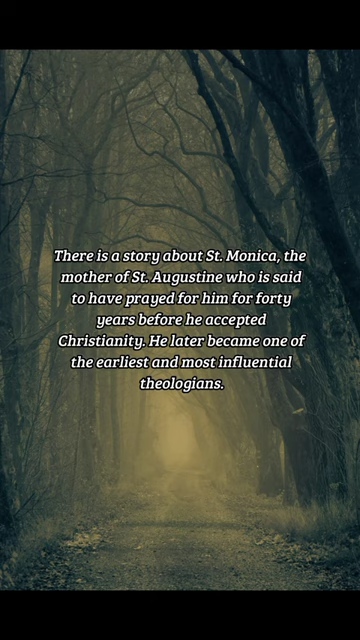 There is a story about St. Monica, the
mother of St. Augustine who is said
to have prayed for him for forty
years before he accepted
Christianity. He later became one of
the earliest and most influential
theologians.